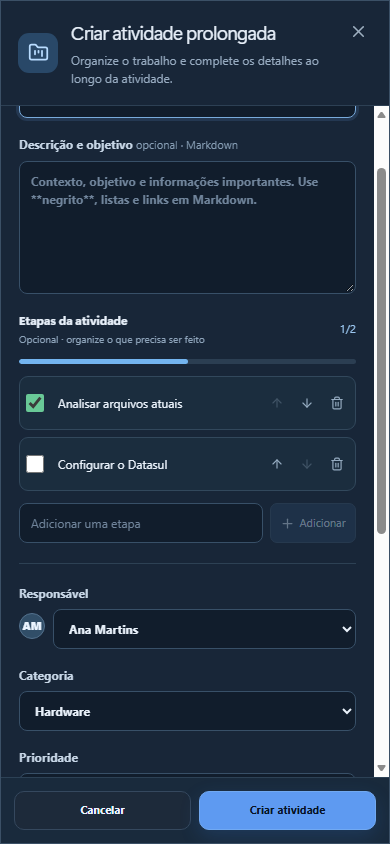 Criar atividade prolongada
Organize o trabalho e complete os detalhes ao
longo da atividade.
Descrição e objetivo opcional · Markdown
Contexto, objetivo e informações importantes. Use
**negrito**, listas e links em Markdown.
Etapas da atividade
1/2
Opcional · organize o que precisa ser feito
Analisar arquivos atuais
Configurar o Datasul
Adicionar uma etapa
Adicionar
Responsável
AM
Ana Martins
Categoria
Hardware
Prioridade
Cancelar
Criar atividade